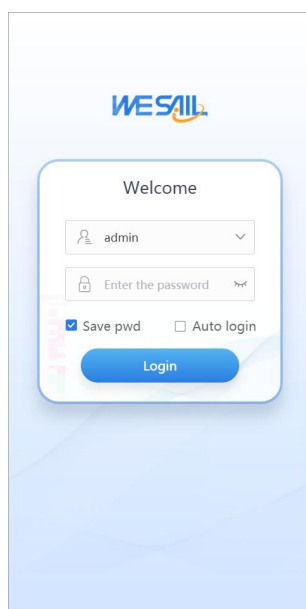 WESAIL
Welcome
admin
Enter the password
Save pwd
Auto login
Login